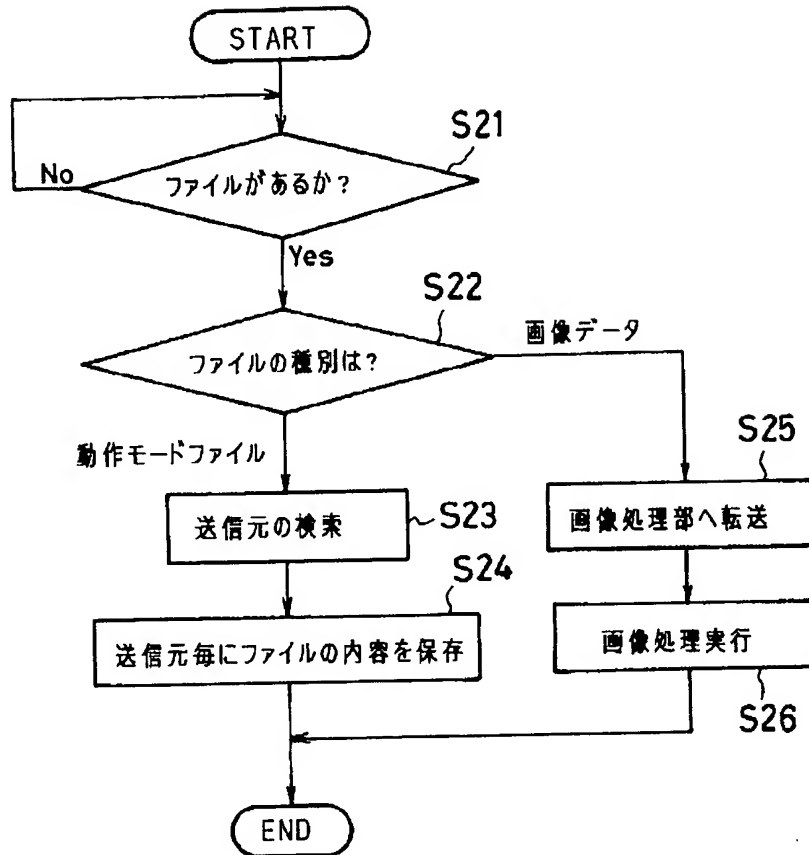 START
S21
No
ファイルがあるか?
Yes
S22
ファイルの種別は?
画像データ
動作モードファイル
S25
送信元の検索
S23
画像処理部へ転送
S24
送信元毎にファイルの内容を保存
画像処理実行
S26
END